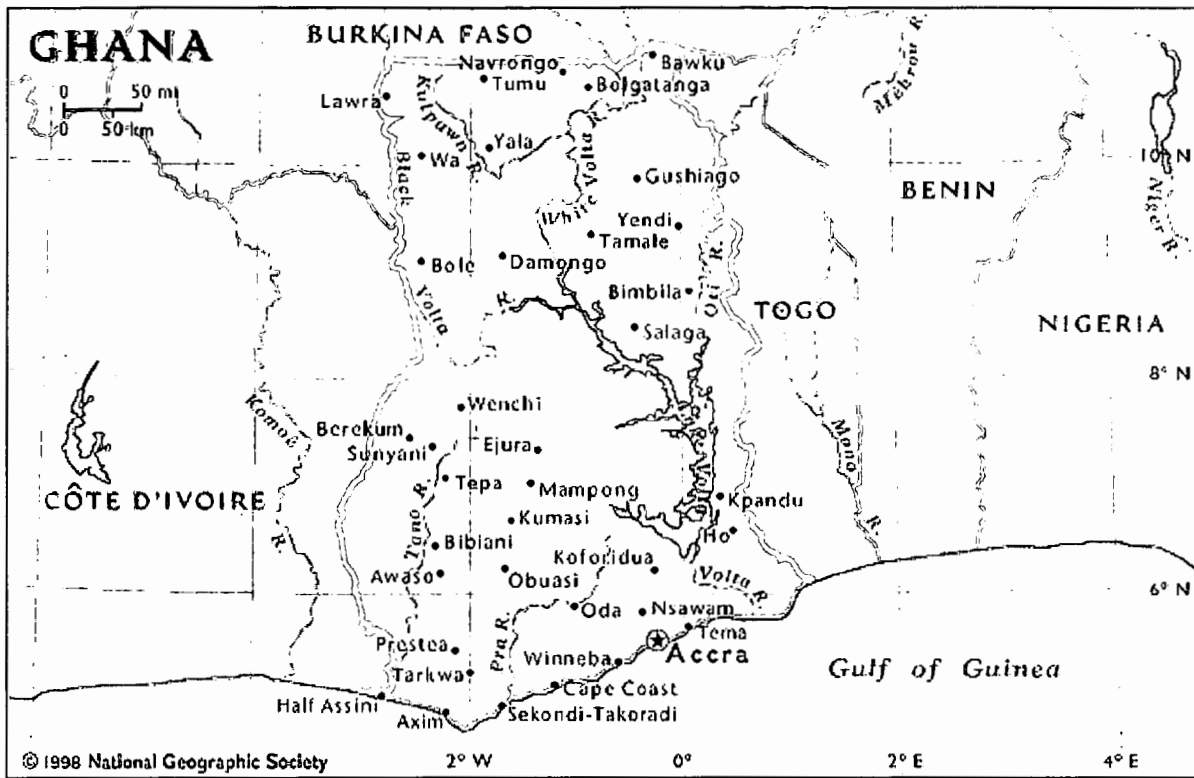 GHANA
BURKINA FASO
0 50 mi
0 50 km
Navrongo
Bawku
Tumu
Bolgatanga
Lawra
Kulpawn R.
Mékrou R.
Black
Wa
Yala
White Volta R.
Gushiago
10° N
BENIN
Niger R.
Yendi
Tamale
Bole
Damongo
Volta
R.
Bimbila
Oti R.
TOGO
NIGERIA
Salaga
8° N
Komoé
R.
Wenchi
Lake Volta
Mono
R.
Berekum
Sunyani
Ejura
CÔTE D'IVOIRE
Tepa
Mampong
Kpandu
Tano R.
Kumasi
Ho
Bibiani
Koforidua
Awaso
Obuasi
Volta R.
6° N
Oda
Nsawam
Tema
Prestea
Pra R.
Accra
Winneba
Tarkwa
Gulf of Guinea
Cape Coast
Half Assini
Axim
Sekondi-Takoradi
© 1998 National Geographic Society
2° W
0°
2° E
4° E